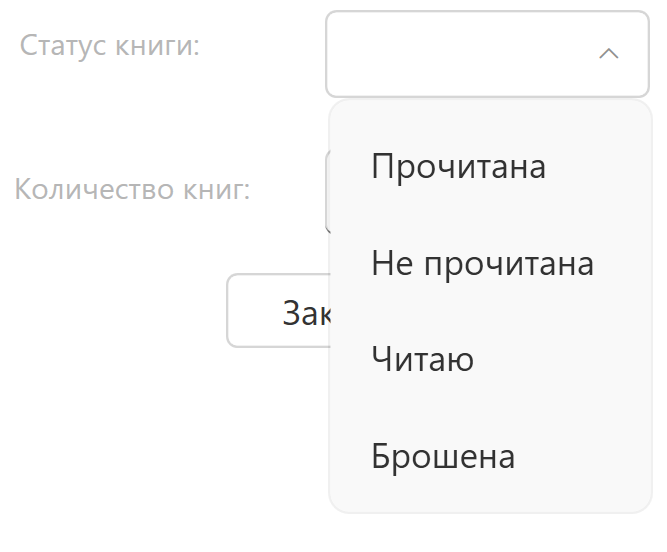 Статус книги:
Прочитана
Количество книг:
Не прочитана
Читаю
Брошена